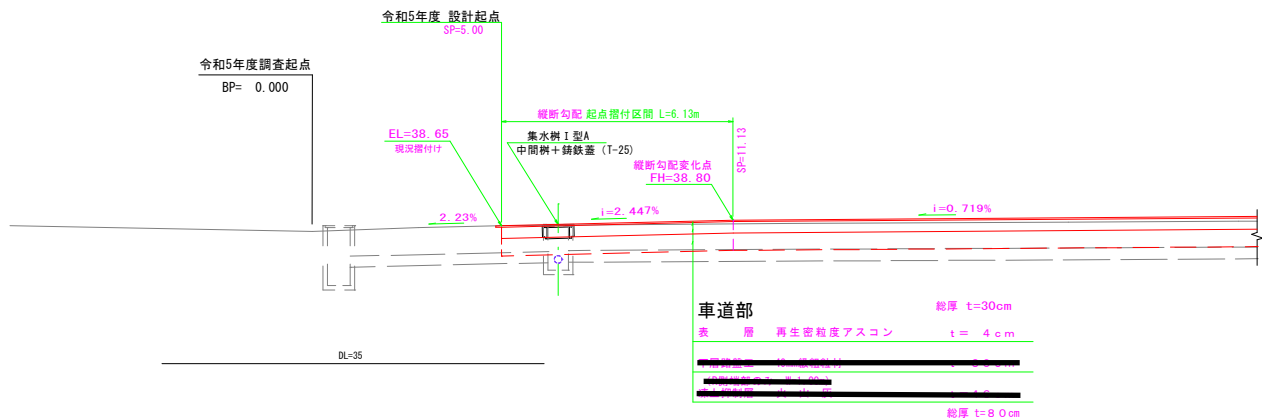 令和5年度 設計起点
SP=5.00
令和5年度調査起点
BP= 0.000
縦断勾配 起点摺付区間 L=6.13m
EL=38.65
現況摺付け
集水桝Ⅰ型A
中間桝+鋳鉄蓋 (T-25)
SP=11.13
縦断勾配変化点
FH=38.80
2.23%
i=2.447%
i=0.719%
DL=35
車道部
総厚 t=30cm
表 層 再生密粒度アスコン t= 4cm
総厚 t=80cm